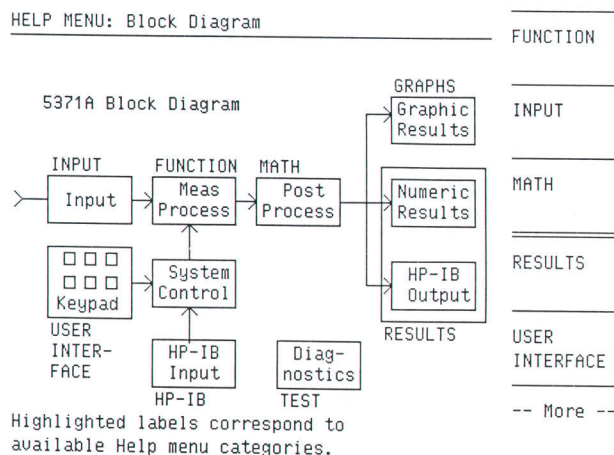 HELP MENU: Block Diagram
5371A Block Diagram
GRAPHS
Graphic
Results
INPUT
Input
FUNCTION
Meas
Process
MATH
Post
Process
Numeric
Results
HP-IB
Output
RESULTS
Keypad
USER
INTER-
FACE
System
Control
HP-IB
Input
HP-IB
Diag-
nostics
TEST
Highlighted labels correspond to
available Help menu categories.
FUNCTION
INPUT
MATH
RESULTS
USER
INTERFACE
-- More --